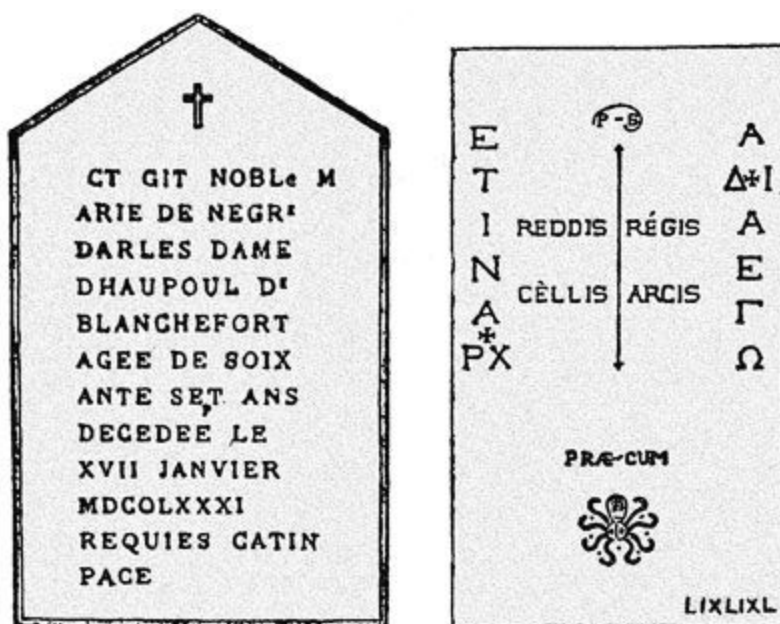 CT GIT NOBLe M
ARIE DE NEGRᴱ
DARLES DAME
DHAUPOUL Dᴱ
BLANCHEFORT
AGEE DE SOIX
ANTE SEpT ANS
DECEDEE LE
XVII JANVIER
MDCOLXXXI
REQUIES CATIN
PACE
E
T
I
N
A
PX
P-S
REDDIS RÉGIS
CÈLLIS ARCIS
PRÆ-CUM
A
Δ✠I
A
E
Γ
Ω
LIXLIXL